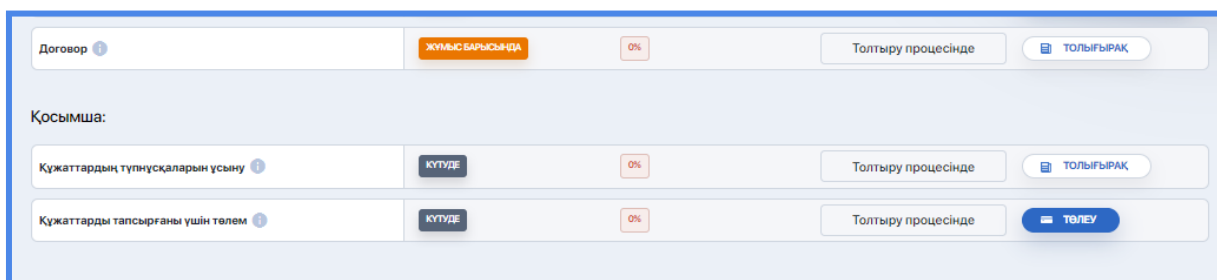 Договор ЖҰМЫС БАРЫСЫНДА 0% Толтыру процесінде ТОЛЫҒЫРАҚ
Қосымша:
Құжаттардың түпнұсқаларын ұсыну КҮТУДЕ 0% Толтыру процесінде ТОЛЫҒЫРАҚ
Құжаттарды тапсырғаны үшін төлем КҮТУДЕ 0% Толтыру процесінде ТӨЛЕУ